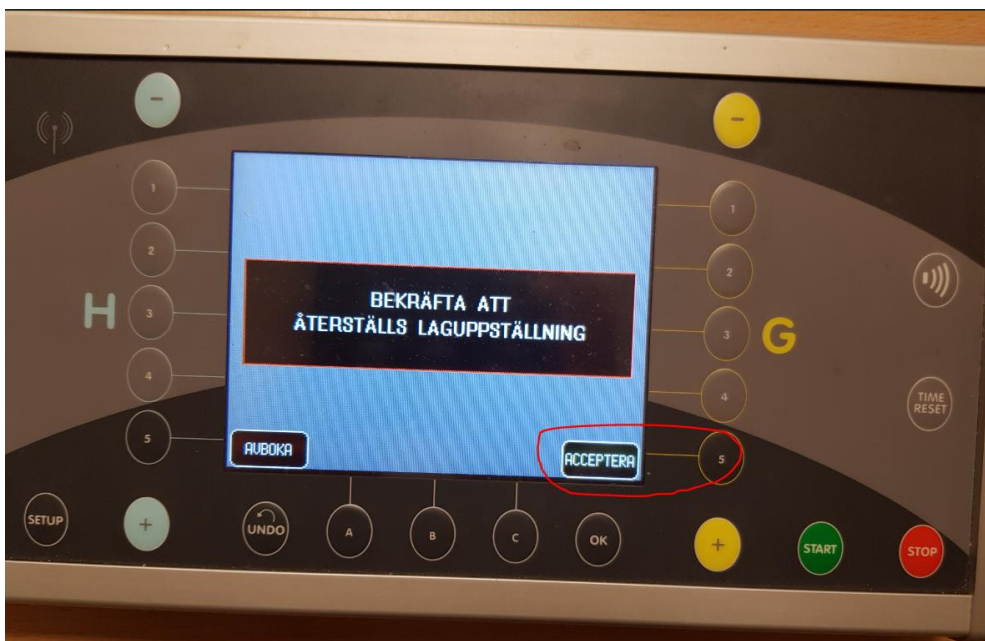 -
-
1
1
2
2
BEKRÄFTA ATT
ÅTERSTÄLLS LAGUPPSTÄLLNING
H
3
3
G
4
4
TIME
RESET
5
AVBOKA
ACCEPTERA
5
SETUP
+
UNDO
A
B
C
OK
+
START
STOP